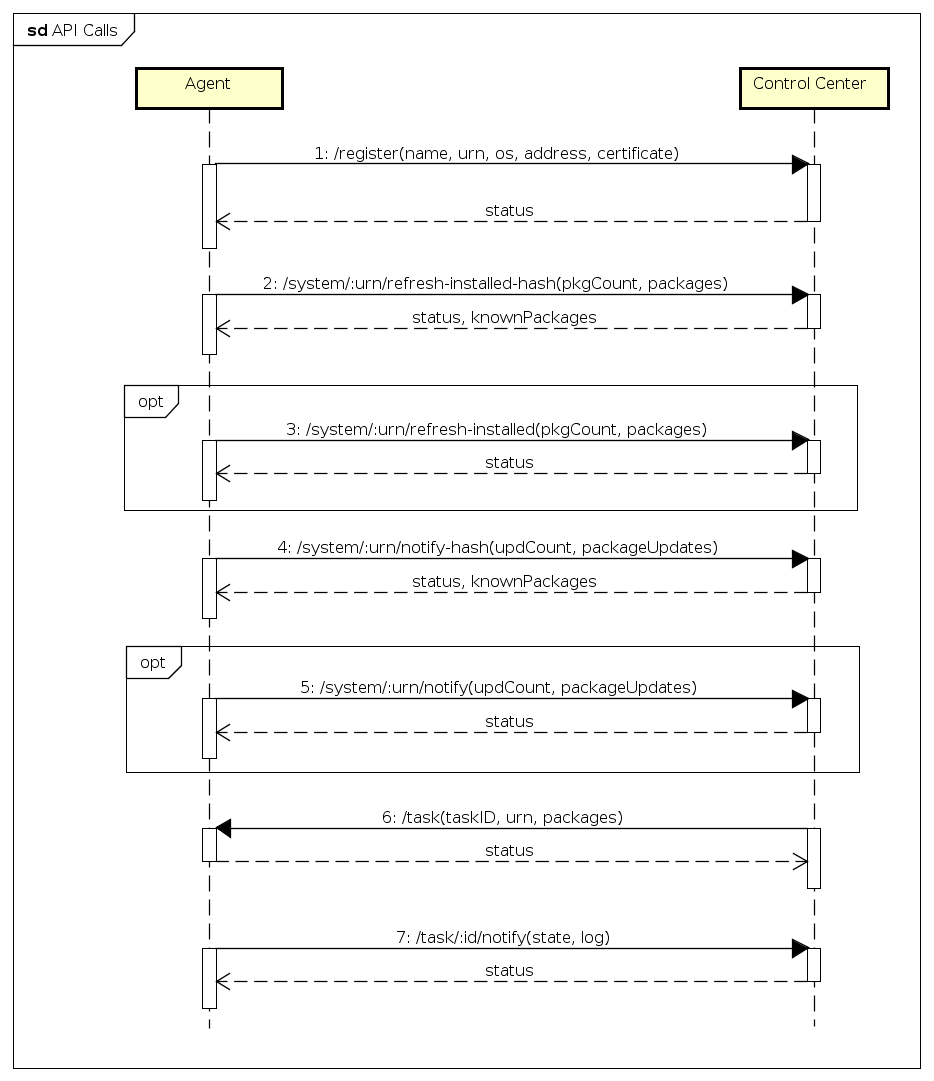 sd API Calls
Agent
Control Center
1: /register(name, urn, os, address, certificate)
status
2: /system/:urn/refresh-installed-hash(pkgCount, packages)
status, knownPackages
opt
3: /system/:urn/refresh-installed(pkgCount, packages)
status
4: /system/:urn/notify-hash(updCount, packageUpdates)
status, knownPackages
opt
5: /system/:urn/notify(updCount, packageUpdates)
status
6: /task(taskID, urn, packages)
status
7: /task/:id/notify(state, log)
status